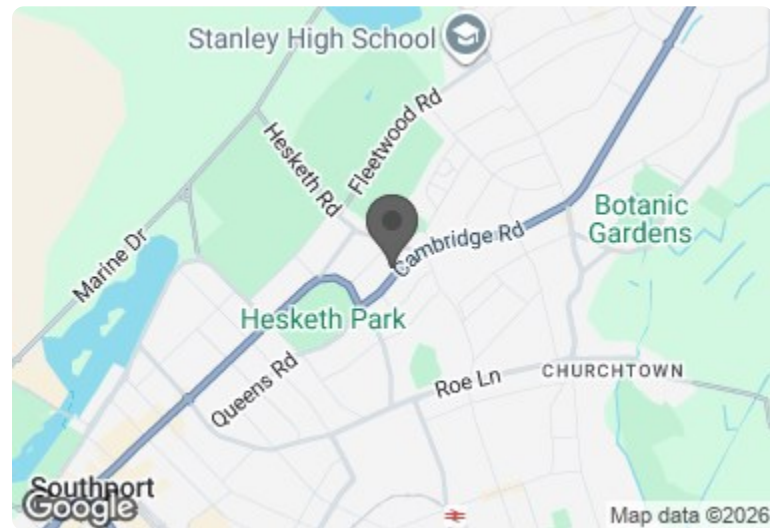 Stanley High School
Fleetwood Rd
Hesketh Rd
Botanic
Gardens
Cambridge Rd
Marine Dr
Hesketh Park
Queens Rd
Roe Ln
CHURCHTOWN
Southport
Google
Map data ©2026